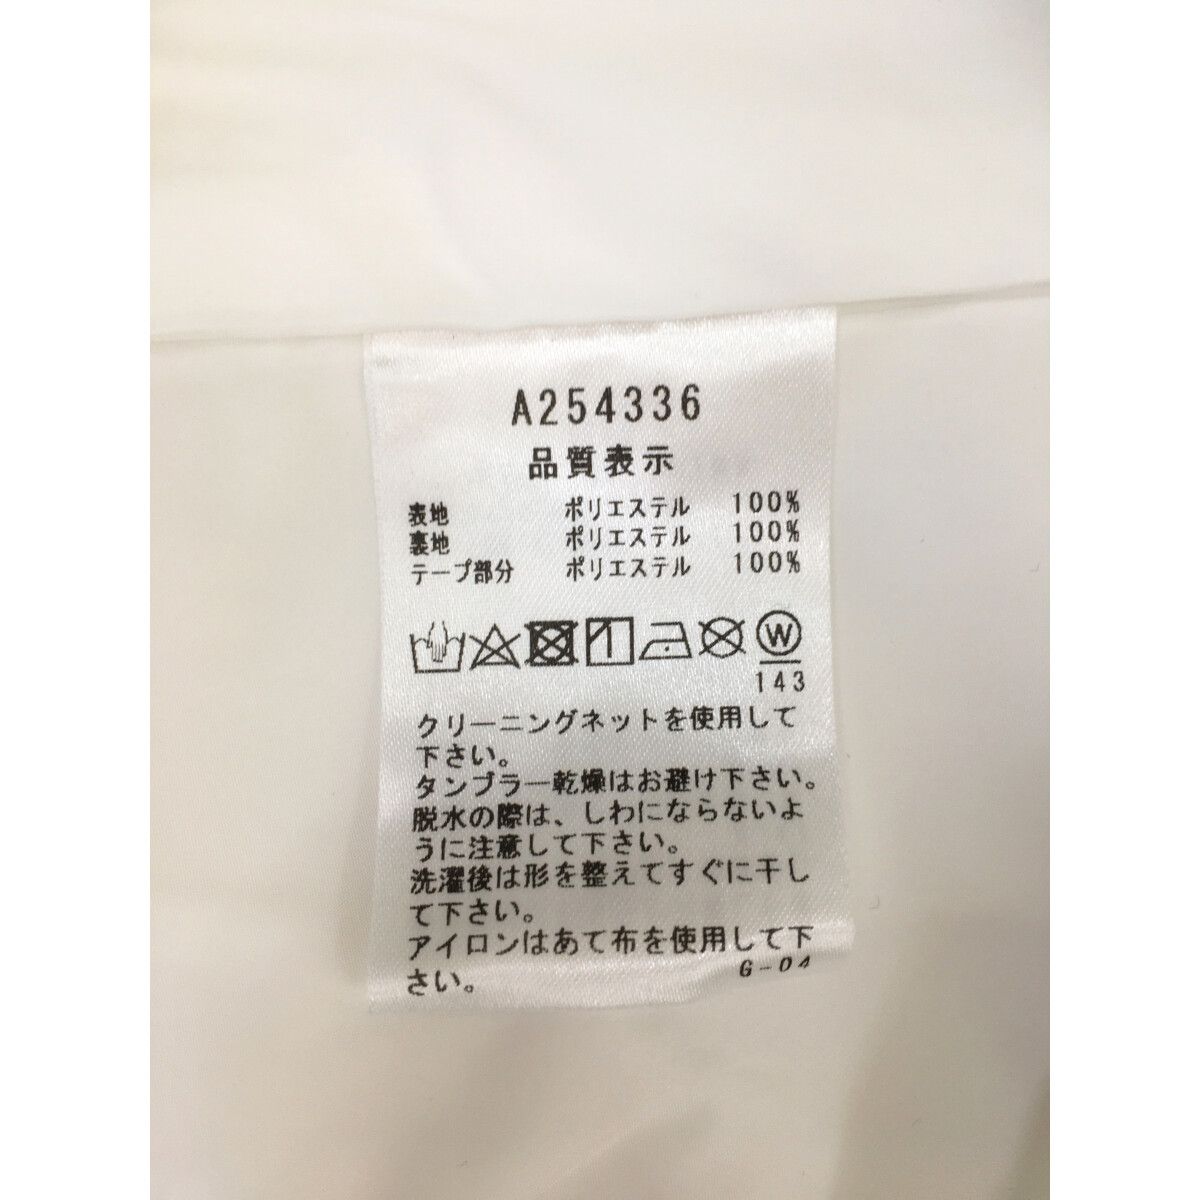 A254336
品質表示
表地 ポリエステル 100%
裏地 ポリエステル 100%
テープ部分 ポリエステル 100%
W
143
クリーニングネットを使用して
下さい。
タンブラー乾燥はお避け下さい。
脱水の際は、しわにならないよ
うに注意して下さい。
洗濯後は形を整えてすぐに干し
て下さい。
アイロンはあて布を使用して下
さい。 G-04